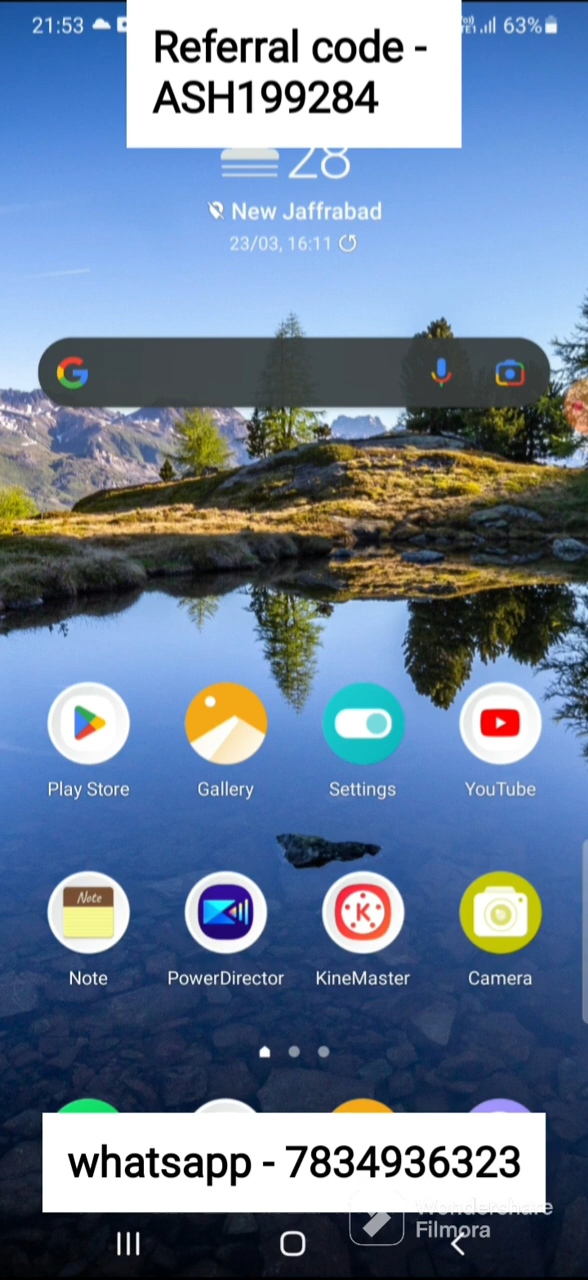 21:53
63%
Referral code -
ASH199284
28
New Jaffrabad
23/03, 16:11
Play Store
Gallery
Settings
YouTube
Note
Note
PowerDirector
KineMaster
Camera
whatsapp - 7834936323
Wondershare
Filmora